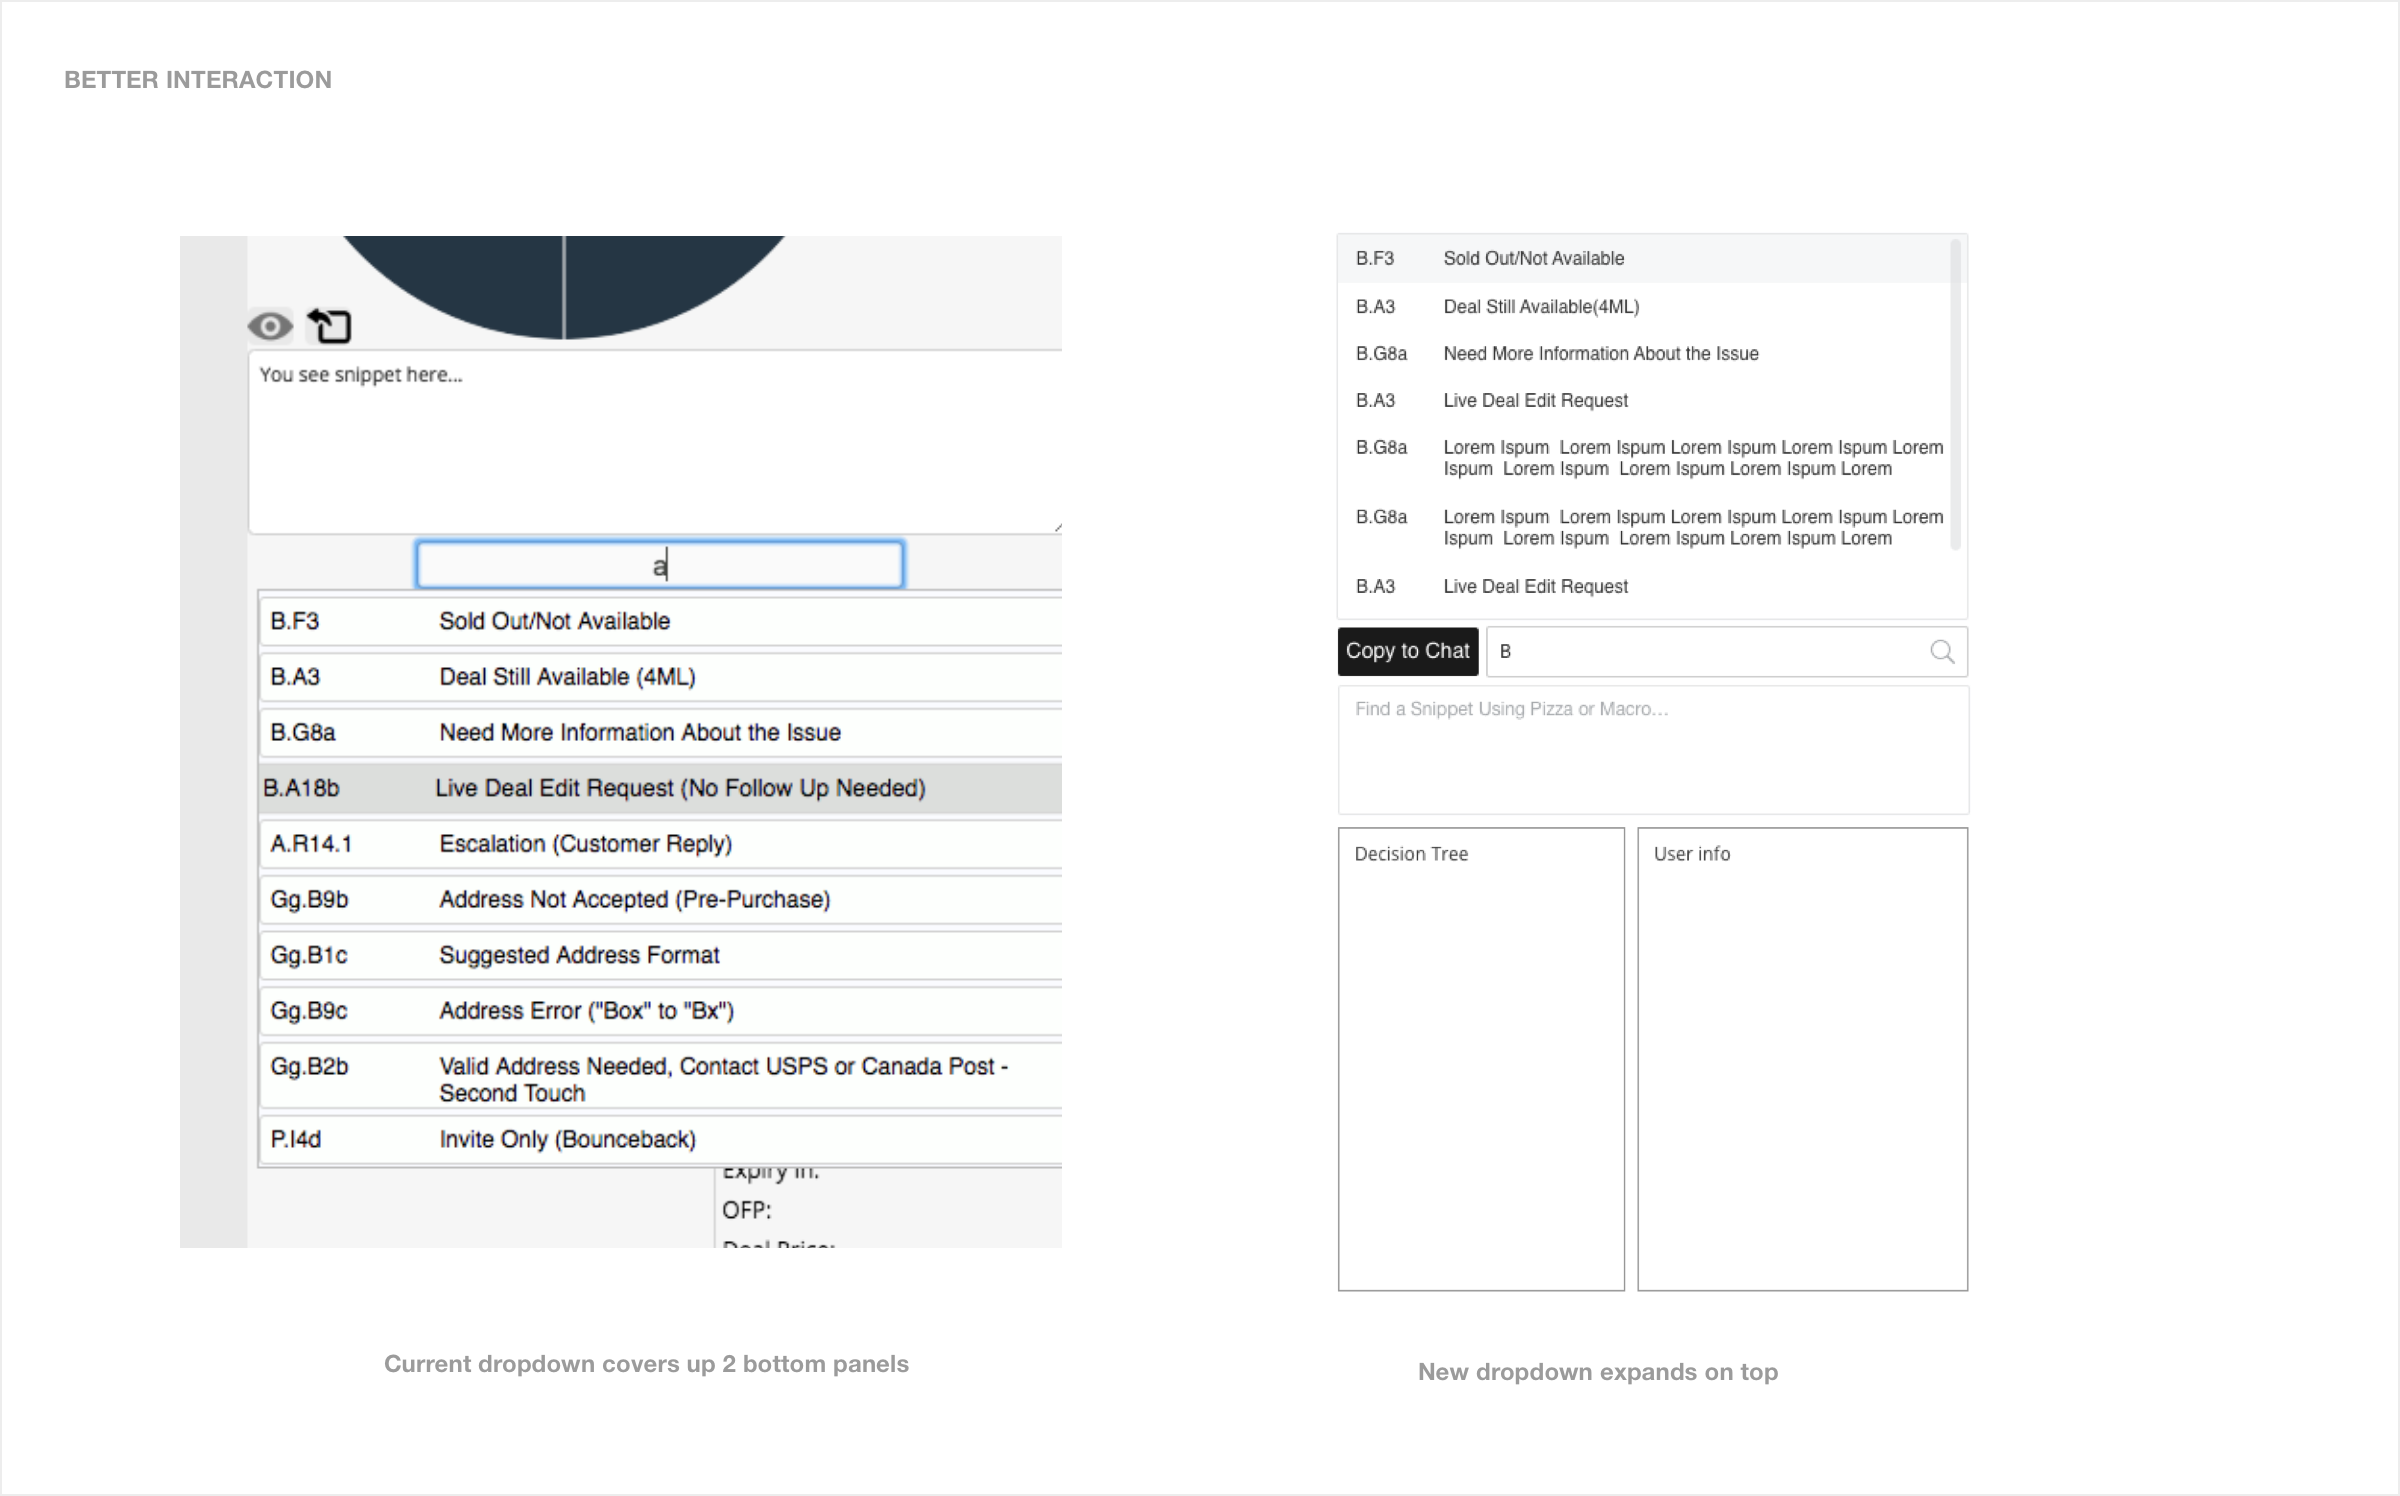 BETTER INTERACTION
You see snippet here...
a
B.F3 Sold Out/Not Available
B.A3 Deal Still Available (4ML)
B.G8a Need More Information About the Issue
B.A18b Live Deal Edit Request (No Follow Up Needed)
A.R14.1 Escalation (Customer Reply)
Gg.B9b Address Not Accepted (Pre-Purchase)
Gg.B1c Suggested Address Format
Gg.B9c Address Error ("Box" to "Bx")
Gg.B2b Valid Address Needed, Contact USPS or Canada Post -
Second Touch
P.I4d Invite Only (Bounceback)
Expiry in:
OFP:
Deal Price:
Current dropdown covers up 2 bottom panels
B.F3 Sold Out/Not Available
B.A3 Deal Still Available(4ML)
B.G8a Need More Information About the Issue
B.A3 Live Deal Edit Request
B.G8a Lorem Ispum Lorem Ispum Lorem Ispum Lorem Ispum Lorem
Ispum Lorem Ispum Lorem Ispum Lorem Ispum Lorem
B.G8a Lorem Ispum Lorem Ispum Lorem Ispum Lorem Ispum Lorem
Ispum Lorem Ispum Lorem Ispum Lorem Ispum Lorem
B.A3 Live Deal Edit Request
Copy to Chat B
Find a Snippet Using Pizza or Macro...
Decision Tree
User info
New dropdown expands on top